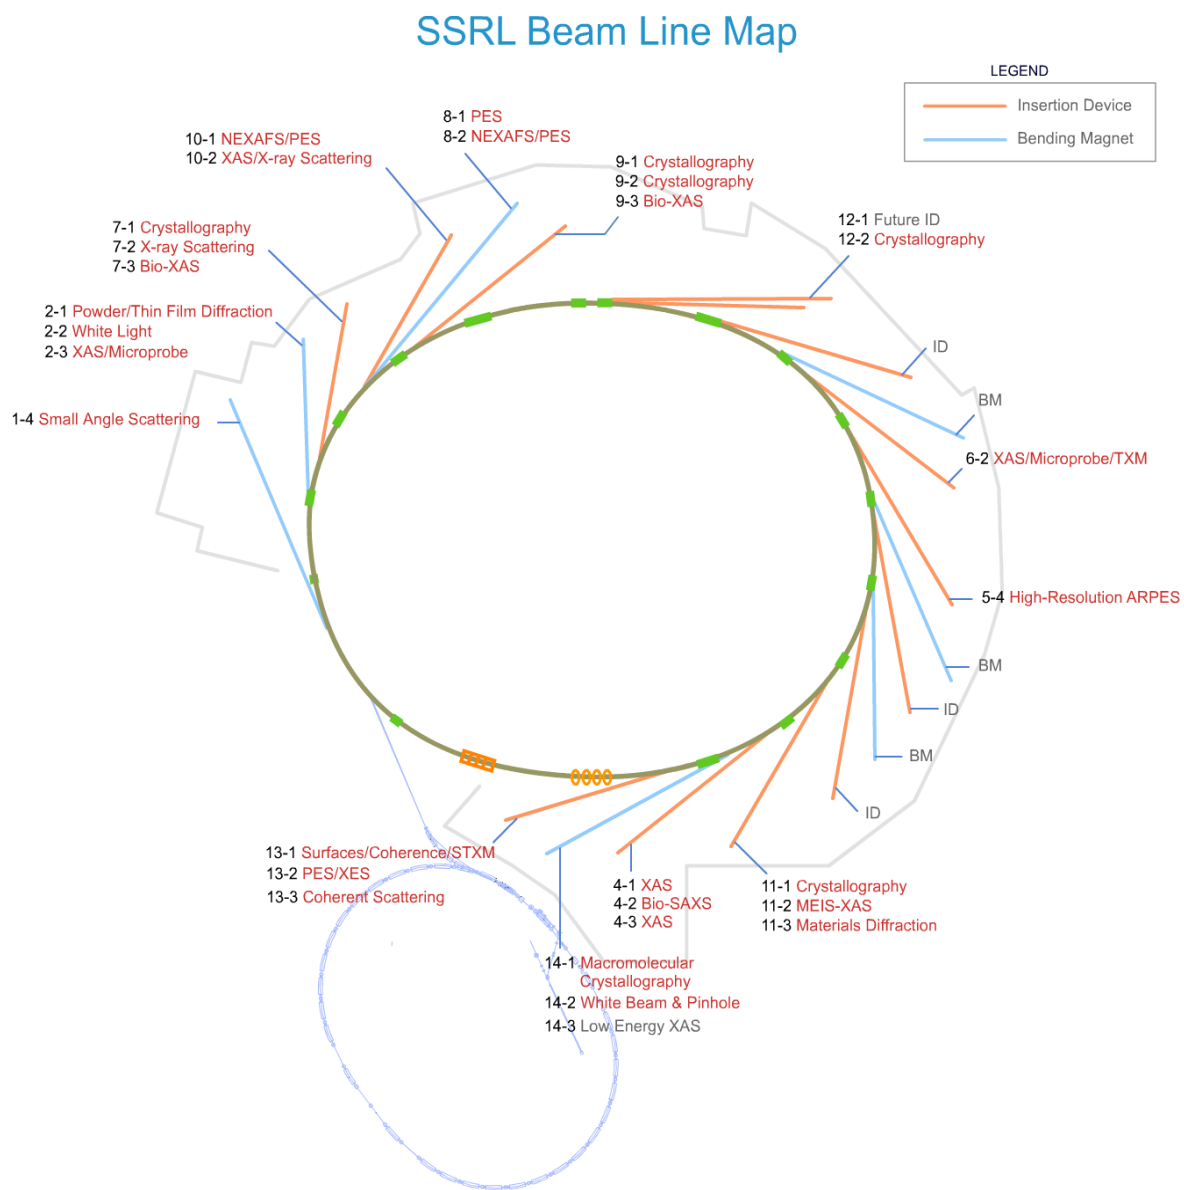 SSRL Beam Line Map
LEGEND
Insertion Device
Bending Magnet
8-1 PES
8-2 NEXAFS/PES
10-1 NEXAFS/PES
10-2 XAS/X-ray Scattering
9-1 Crystallography
9-2 Crystallography
9-3 Bio-XAS
12-1 Future ID
12-2 Crystallography
7-1 Crystallography
7-2 X-ray Scattering
7-3 Bio-XAS
2-1 Powder/Thin Film Diffraction
2-2 White Light
2-3 XAS/Microprobe
ID
BM
1-4 Small Angle Scattering
6-2 XAS/Microprobe/TXM
5-4 High-Resolution ARPES
BM
ID
BM
ID
13-1 Surfaces/Coherence/STXM
13-2 PES/XES
13-3 Coherent Scattering
4-1 XAS
4-2 Bio-SAXS
4-3 XAS
11-1 Crystallography
11-2 MEIS-XAS
11-3 Materials Diffraction
14-1 Macromolecular
Crystallography
14-2 White Beam & Pinhole
14-3 Low Energy XAS